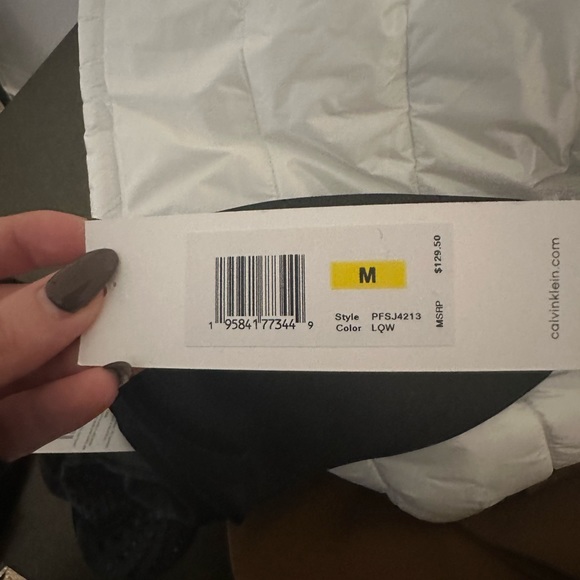 M
Style PFSJ4213
Color LQW
1 95841 77344 9
MSRP $129.50
calvinklein.com